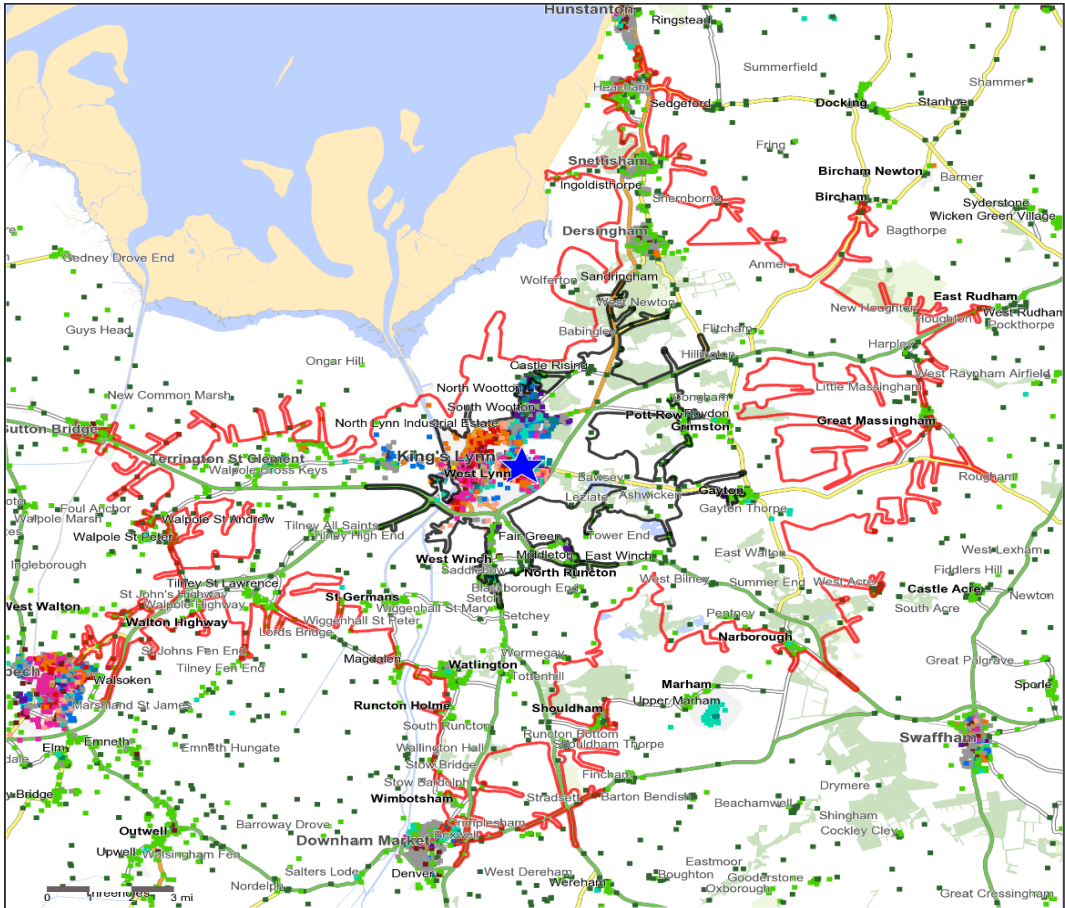 Hunstanton
Ringstead
Summerfield
Shammer
Heacham
Sedgeford
Docking
Stanhoe
Fring
Snettisham
Bircham Newton
Barmer
Ingoldisthorpe
Shernborne
Bircham
Syderstone
Wicken Green Village
Dersingham
Bagthorpe
Gedney Drove End
Anmer
Sandringham
Wolferton
West Newton
New Houghton
East Rudham
Houghton
West Rudham
Pockthorpe
Guys Head
Babingley
Flitcham
Harpley
Ongar Hill
Hillington
Castle Rising
West Raynham Airfield
North Wootton
Little Massingham
New Common Marsh
Congham
South Wootton
Pott Row
Roydon
Great Massingham
Sutton Bridge
North Lynn Industrial Estate
Grimston
Terrington St Clement
King's Lynn
Walpole Cross Keys
West Lynn
Bawsey
Rougham
Leziate
Ashwicken
Gayton
Foul Anchor
Gayton Thorpe
Walpole Marsh
Walpole St Andrew
Tilney All Saints
Walpole St Peter
Tilney High End
Fair Green
Tower End
West Lexham
Ingleborough
West Winch
Middleton
East Winch
East Walton
Saddlebow
North Runcton
Fiddlers Hill
Tilney St Lawrence
West Bilney
Summer End
West Acre
Castle Acre
St John's Highway
Blackborough End
Newton
West Walton
Walpole Highway
St Germans
Setch
South Acre
Wiggenhall St Mary
Setchey
Pentney
Walton Highway
Wiggenhall St Peter
Lords Bridge
Narborough
St Johns Fen End
Wormegay
Magdalen
Great Palgrave
Tilney Fen End
Watlington
Tottenhill
Walsoken
Marham
Sporle
Upper Marham
Marshland St James
Runcton Holme
Shouldham
South Runcton
Runcton Bottom
Swaffham
Elm
Emneth
Emneth Hungate
Wallington Hall
Shouldham Thorpe
Stow Bridge
Fincham
Stow Bardolph
Drymere
Wimbotsham
Stradsett
Barton Bendish
Beachamwell
Shingham
Outwell
Barroway Drove
Crimplesham
Cockley Cley
Downham Market
Bexwell
Upwell
Walsingham Fen
Eastmoor
Salters Lode
Denver
West Dereham
Boughton
Gooderstone
Nordelph
Wereham
Oxborough
Great Cressingham
0 1 2 3 mi